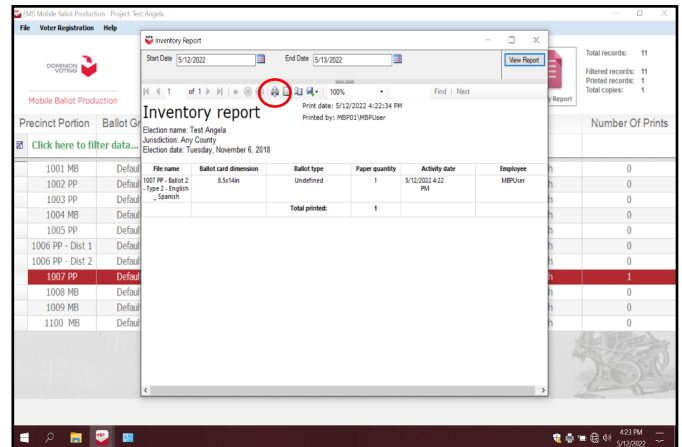 EMS Mobile Ballot Production - Project: Test Angela
File Voter Registration Help
DOMINION
VOTING
Mobile Ballot Production
Inventory Report
Start Date 5/12/2022 End Date 5/13/2022 View Report
1 of 1 100% Find | Next
Total records: 11
Filtered records: 11
Printed records: 1
Total copies: 1
y Report
Inventory report
Print date: 5/12/2022 4:22:34 PM
Printed by: MBP01\MBPUser
Election name: Test Angela
Jurisdiction: Any County
Election date: Tuesday, November 6, 2018
File name Ballot card dimension Ballot type Paper quantity Activity date Employee
1007 PP - Ballot 2 8.5x14in Undefined 1 5/12/2022 4:22 MBPUser
- Type 2 - English PM
_ Spanish
Total printed: 1
Precinct Portion Ballot Gr Number Of Prints
Click here to filter data...
1001 MB Defaul h 0
1002 PP Defaul h 0
1003 PP Defaul h 0
1004 MB Defaul h 0
1005 PP Defaul h 0
1006 PP - Dist 1 Defaul h 0
1006 PP - Dist 2 Defaul h 0
1007 PP Defaul h 1
1008 MB Defaul h 0
1009 MB Defaul h 0
1100 MB Defaul h 0
4:23 PM
5/12/2022